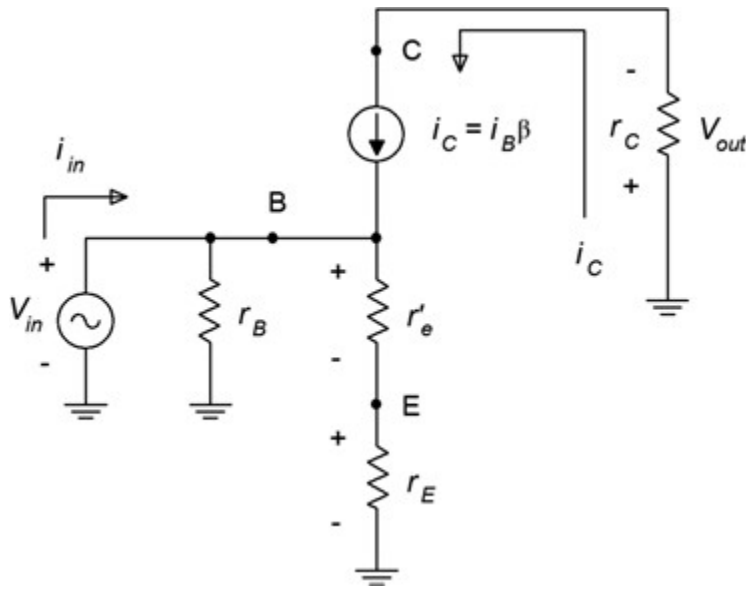 C
-
i_C = i_Bβ
r_C
V_out
i_in
+
B
+
+
i_C
V_in
r_B
r'_e
-
-
E
+
r_E
-